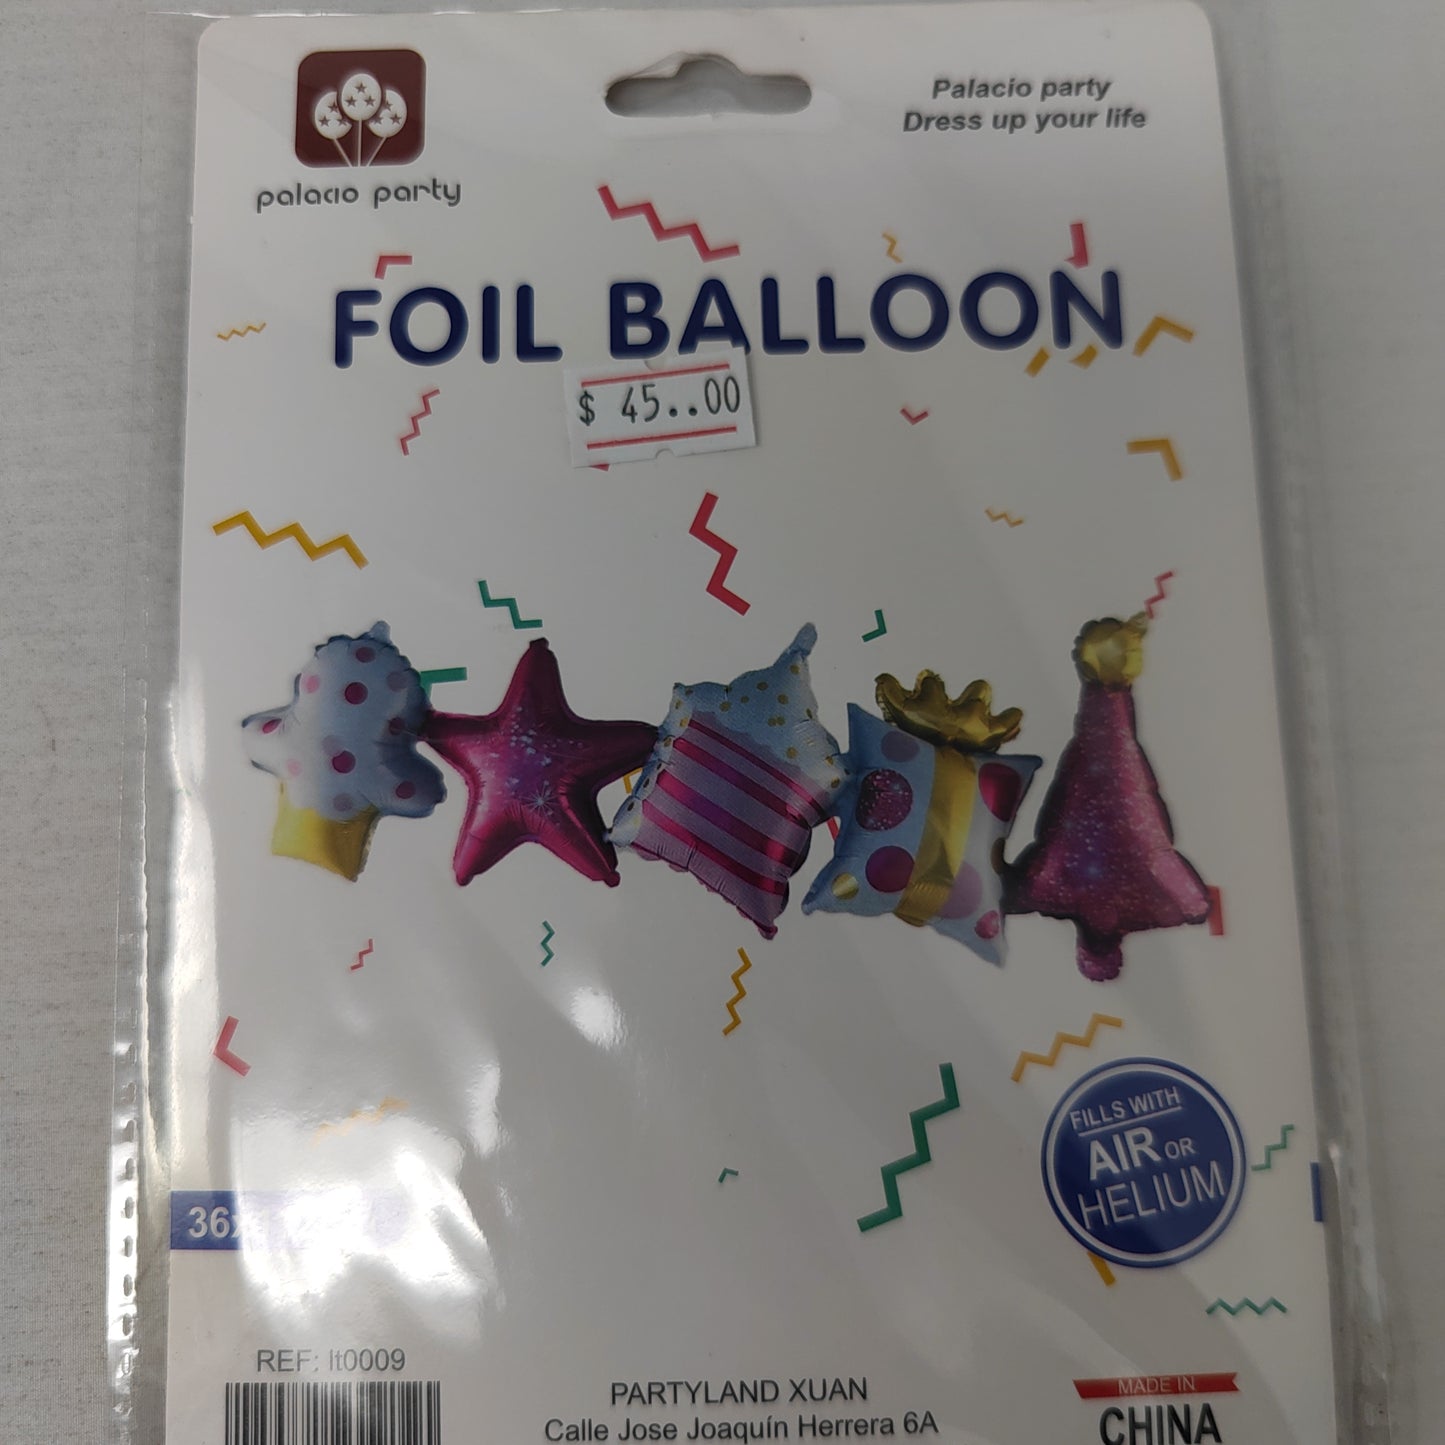 palacio party
Palacio party
Dress up your life
FOIL BALLOON
$ 45..00
FILLS WITH
AIR OR
HELIUM
REF: lt0009
PARTYLAND XUAN
Calle Jose Joaquín Herrera 6A
MADE IN
CHINA